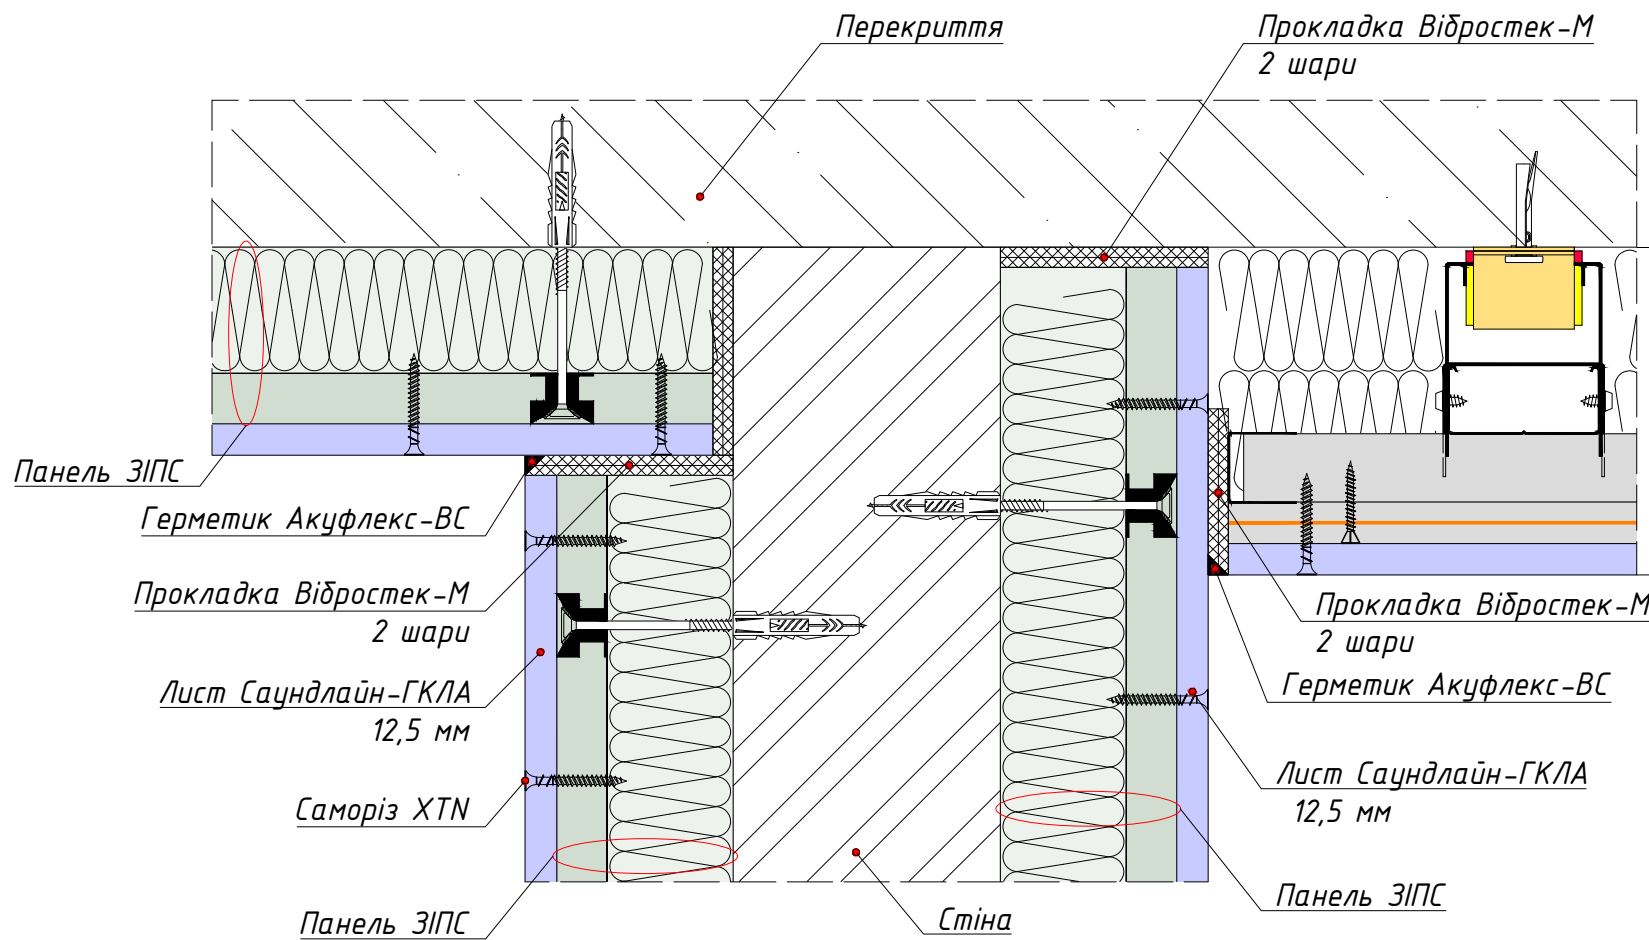 Перекриття
Прокладка Вібростек-М
2 шари
Панель ЗІПС
Герметик Акуфлекс-ВС
Прокладка Вібростек-М
2 шари
Лист Саундлайн-ГКЛА
12,5 мм
Саморіз XTN
Панель ЗІПС
Стіна
Прокладка Вібростек-М
2 шари
Герметик Акуфлекс-ВС
Лист Саундлайн-ГКЛА
12,5 мм
Панель ЗІПС